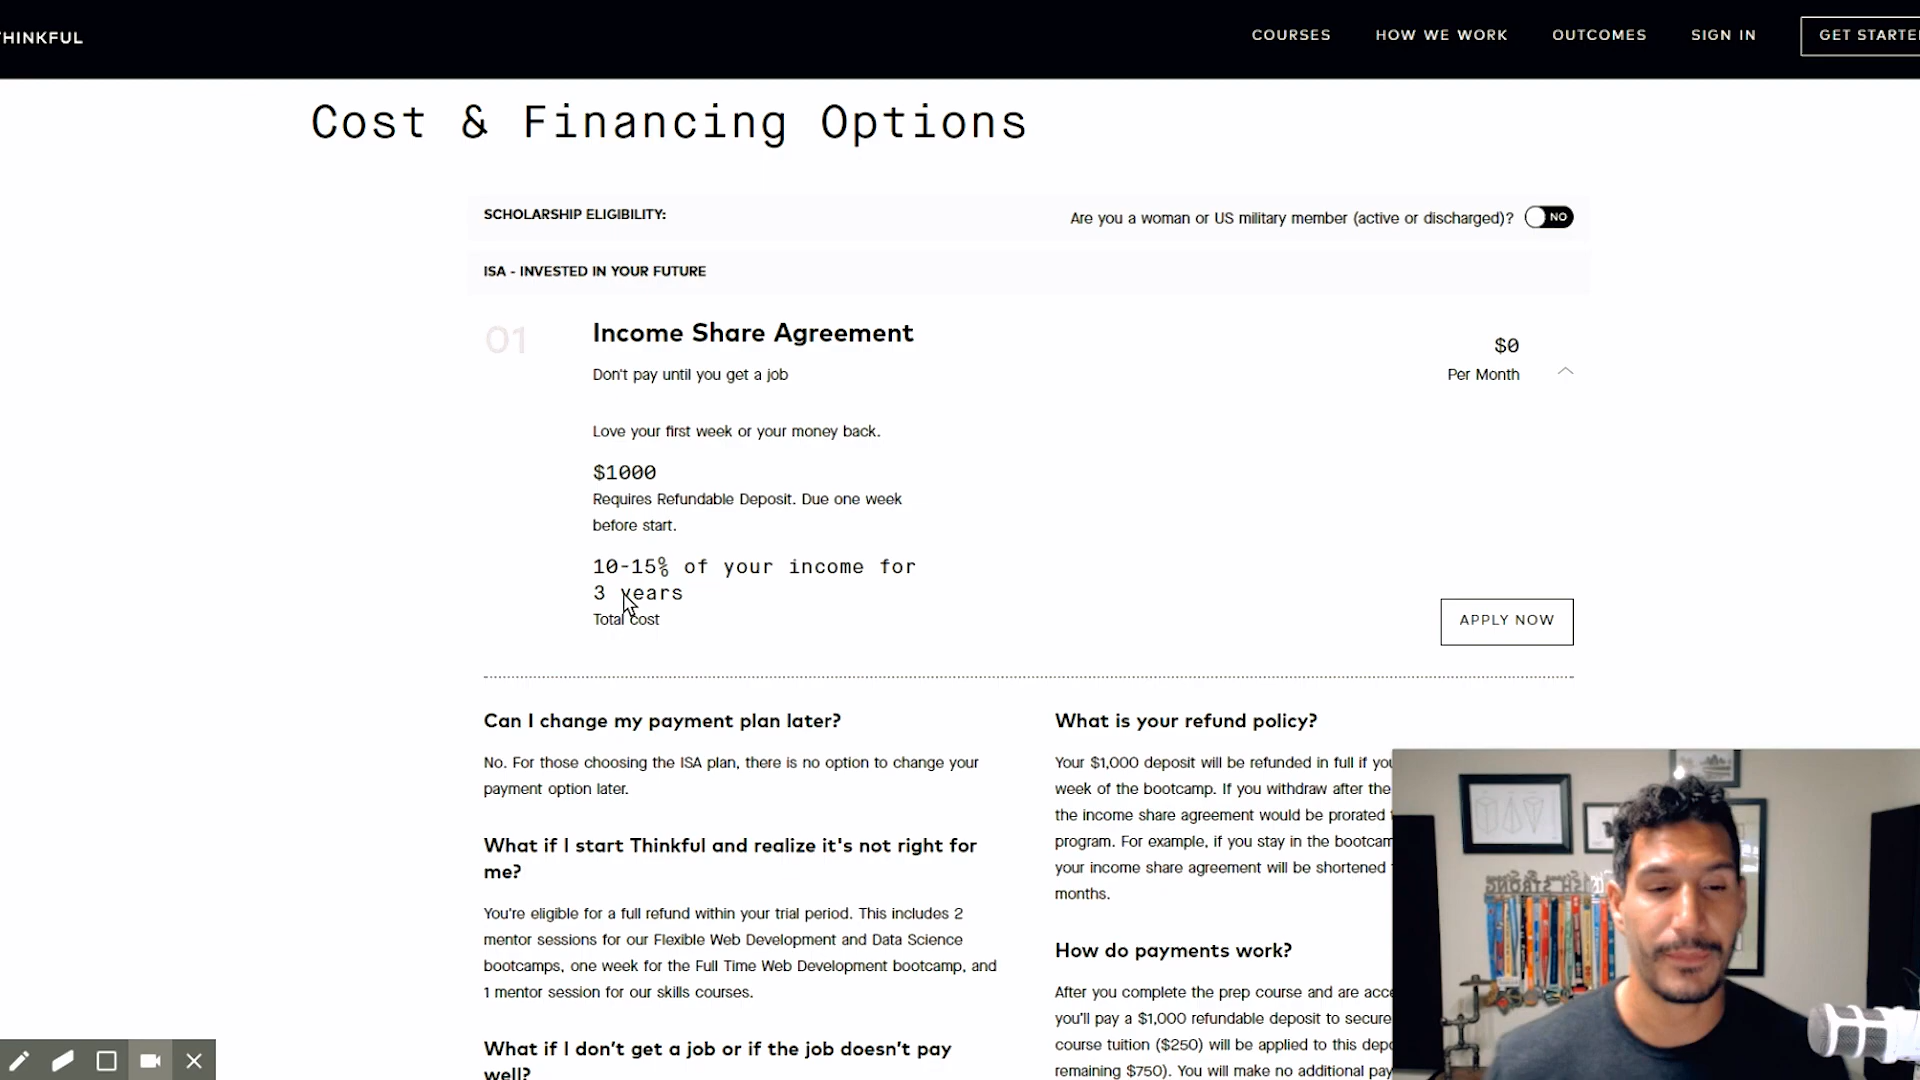 THINKFUL
COURSES HOW WE WORK OUTCOMES SIGN IN GET STARTE
Cost & Financing Options
SCHOLARSHIP ELIGIBILITY:
Are you a woman or US military member (active or discharged)? NO
ISA - INVESTED IN YOUR FUTURE
01
Income Share Agreement
Don't pay until you get a job
$0
Per Month
Love your first week or your money back.
$1000
Requires Refundable Deposit. Due one week
before start.
10-15% of your income for
3 years
Total cost
APPLY NOW
Can I change my payment plan later?
No. For those choosing the ISA plan, there is no option to change your
payment option later.
What if I start Thinkful and realize it's not right for
me?
You're eligible for a full refund within your trial period. This includes 2
mentor sessions for our Flexible Web Development and Data Science
bootcamps, one week for the Full Time Web Development bootcamp, and
1 mentor session for our skills courses.
What if I don't get a job or if the job doesn't pay
well?
What is your refund policy?
Your $1,000 deposit will be refunded in full if you
week of the bootcamp. If you withdraw after the
the income share agreement would be prorated
program. For example, if you stay in the bootcam
your income share agreement will be shortened
months.
How do payments work?
After you complete the prep course and are acce
you'll pay a $1,000 refundable deposit to secure
course tuition ($250) will be applied to this depo
remaining $750). You will make no additional pay